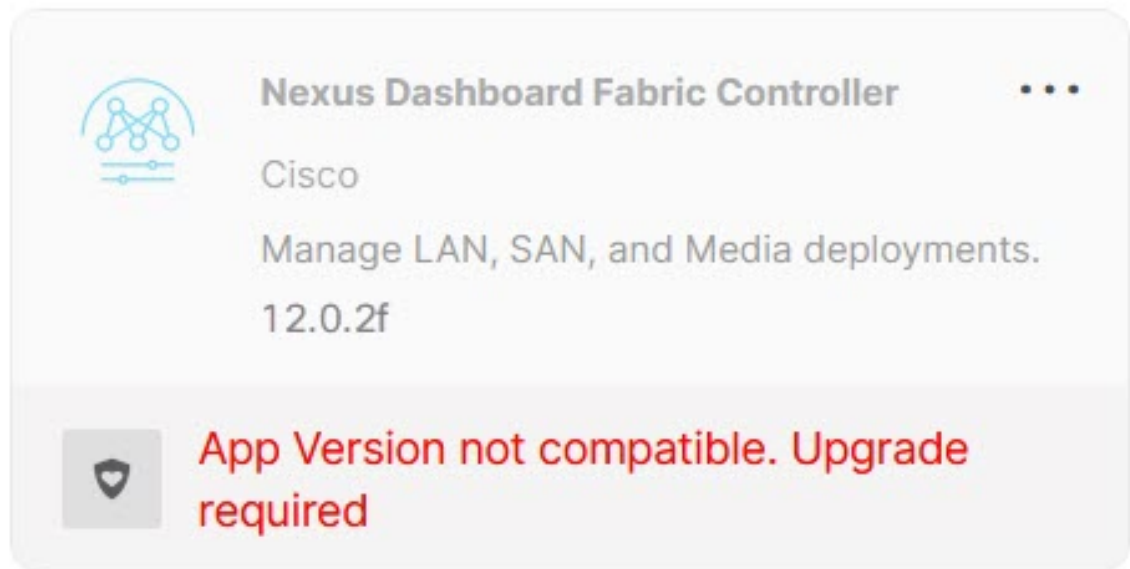 Nexus Dashboard Fabric Controller
Cisco
Manage LAN, SAN, and Media deployments.
12.0.2f
App Version not compatible. Upgrade
required